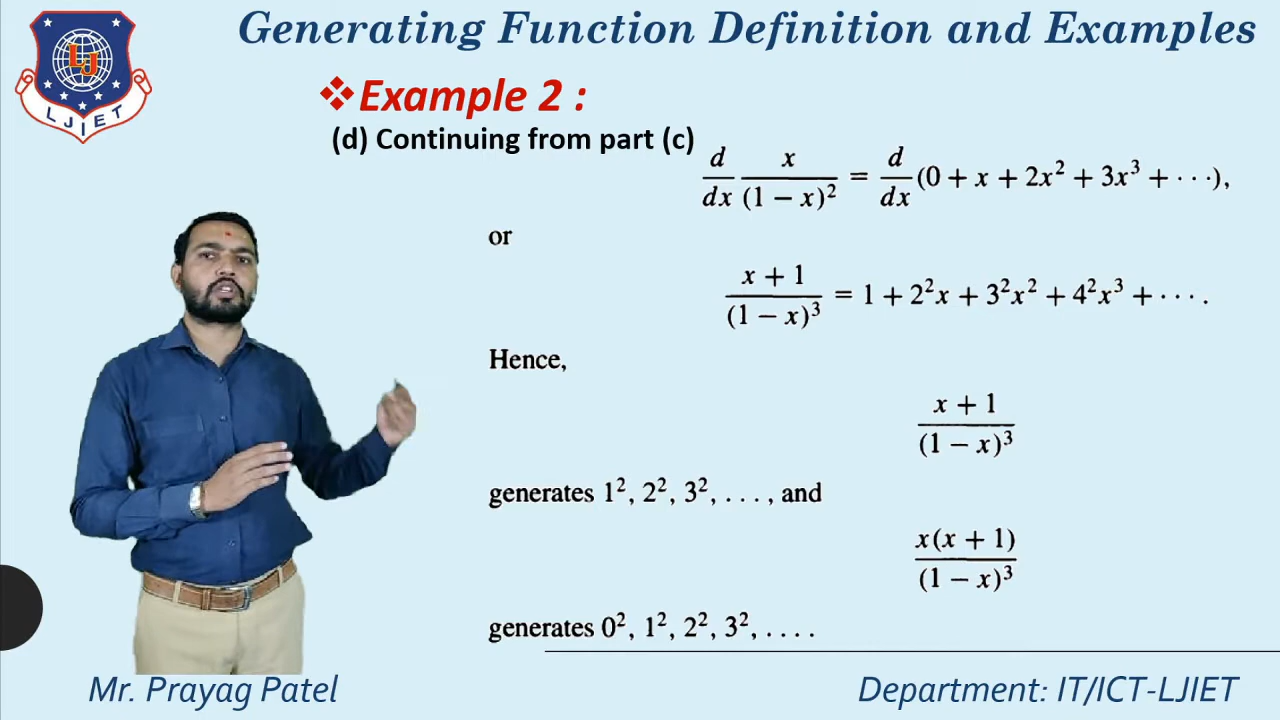 Generating Function Definition and Examples
LJ
LJIET
❖Example 2 :
(d) Continuing from part (c)
d/dx x/(1 − x)² = d/dx (0 + x + 2x² + 3x³ + · · ·),
or
(x + 1)/(1 − x)³ = 1 + 2²x + 3²x² + 4²x³ + · · · .
Hence,
(x + 1)/(1 − x)³
generates 1², 2², 3², . . . , and
x(x + 1)/(1 − x)³
generates 0², 1², 2², 3², . . . .
Mr. Prayag Patel
Department: IT/ICT-LJIET